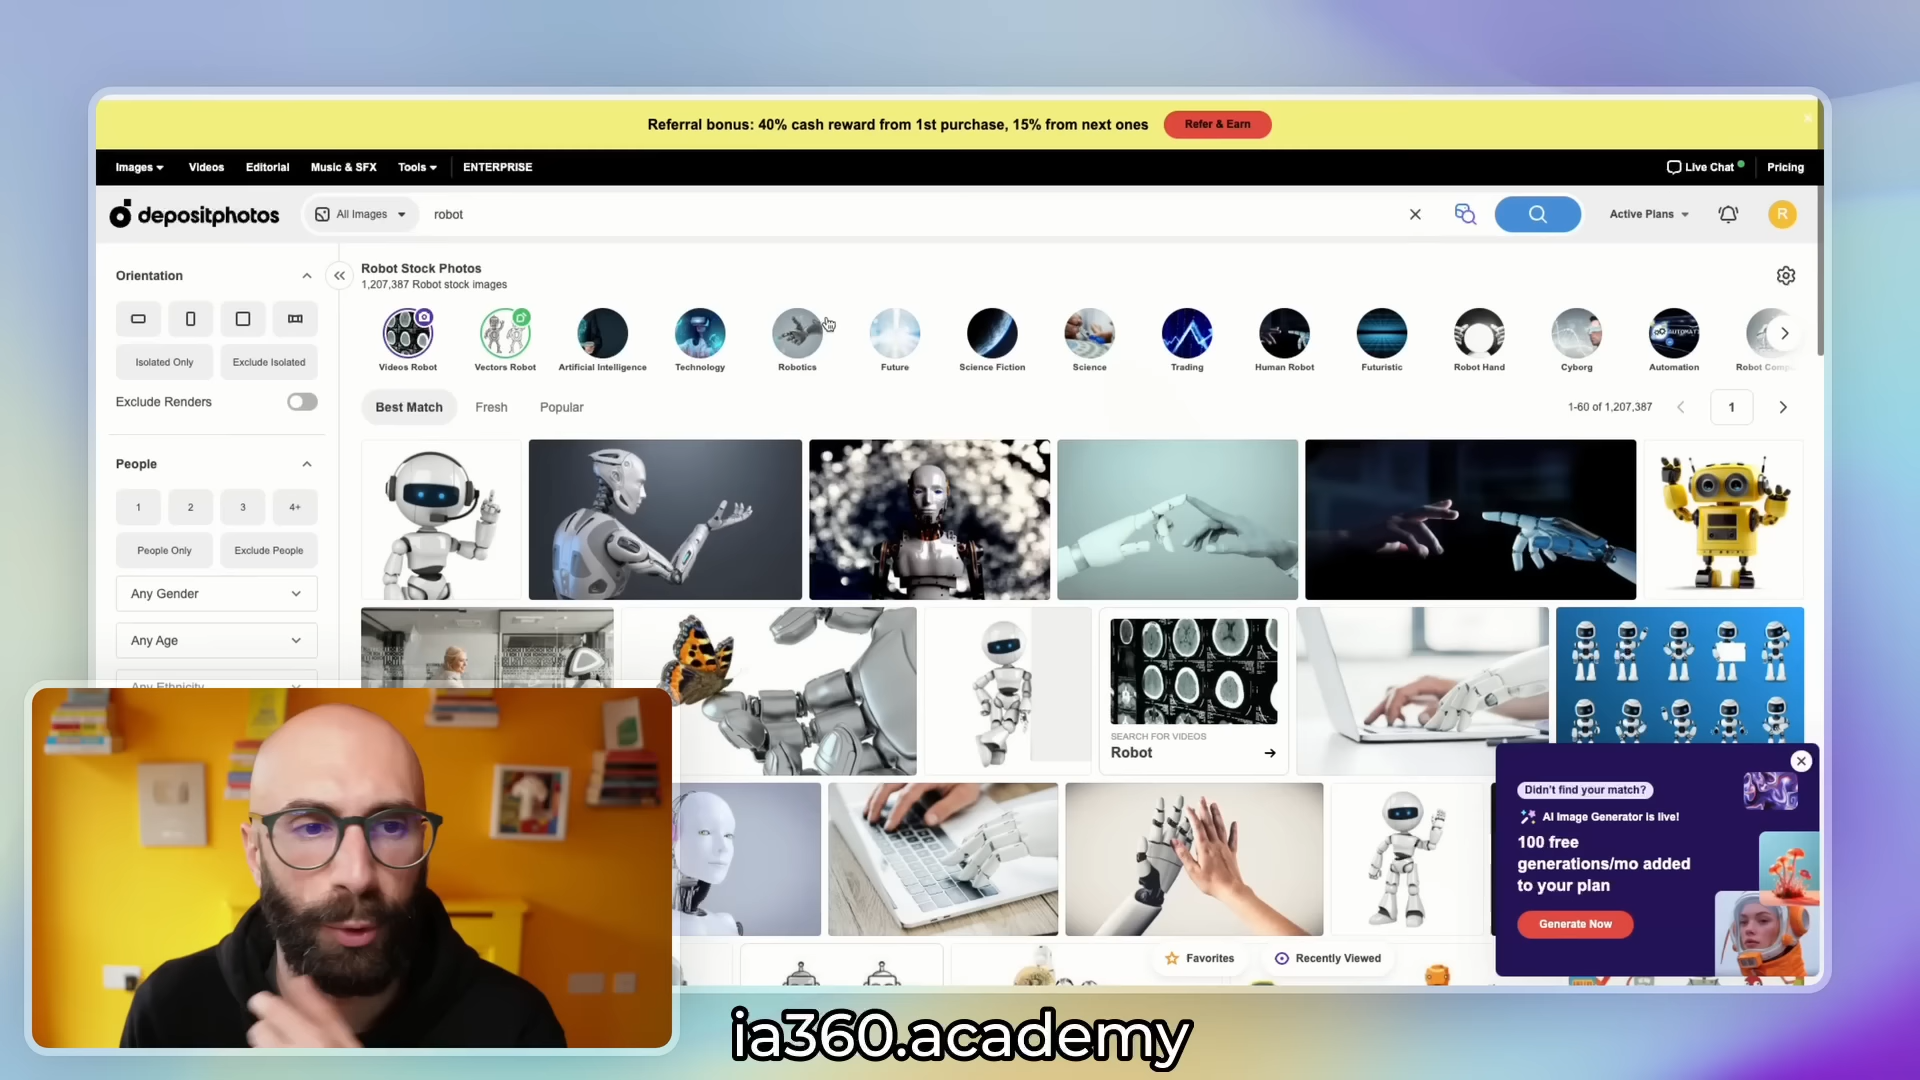 Referral bonus: 40% cash reward from 1st purchase, 15% from next ones
Refer & Earn
Images
Videos
Editorial
Music & SFX
Tools
ENTERPRISE
Live Chat
Pricing
depositphotos
All Images
robot
Active Plans
R
Orientation
Isolated Only
Exclude Isolated
Exclude Renders
People
1
2
3
4+
People Only
Exclude People
Any Gender
Any Age
Any Ethnicity
Robot Stock Photos
1,207,387 Robot stock images
Videos Robot
Vectors Robot
Artificial Intelligence
Technology
Robotics
Future
Science Fiction
Science
Trading
Human Robot
Futuristic
Robot Hand
Cyborg
Automation
Robot
Best Match
Fresh
Popular
1-60 of 1,207,387
1
SEARCH FOR VIDEOS
Robot
Didn't find your match?
AI Image Generator is live!
100 free
generations/mo added
to your plan
Generate Now
Favorites
Recently Viewed
ia360.academy